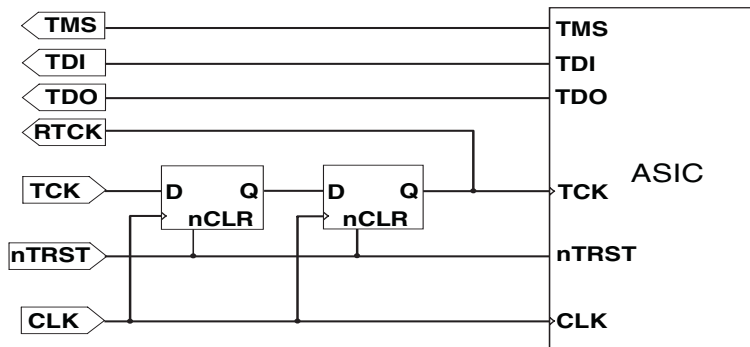 TMS TMS
TDI TDI
TDO TDO
RTCK
TCK D Q D Q TCK ASIC
nCLR nCLR
nTRST nTRST
CLK CLK